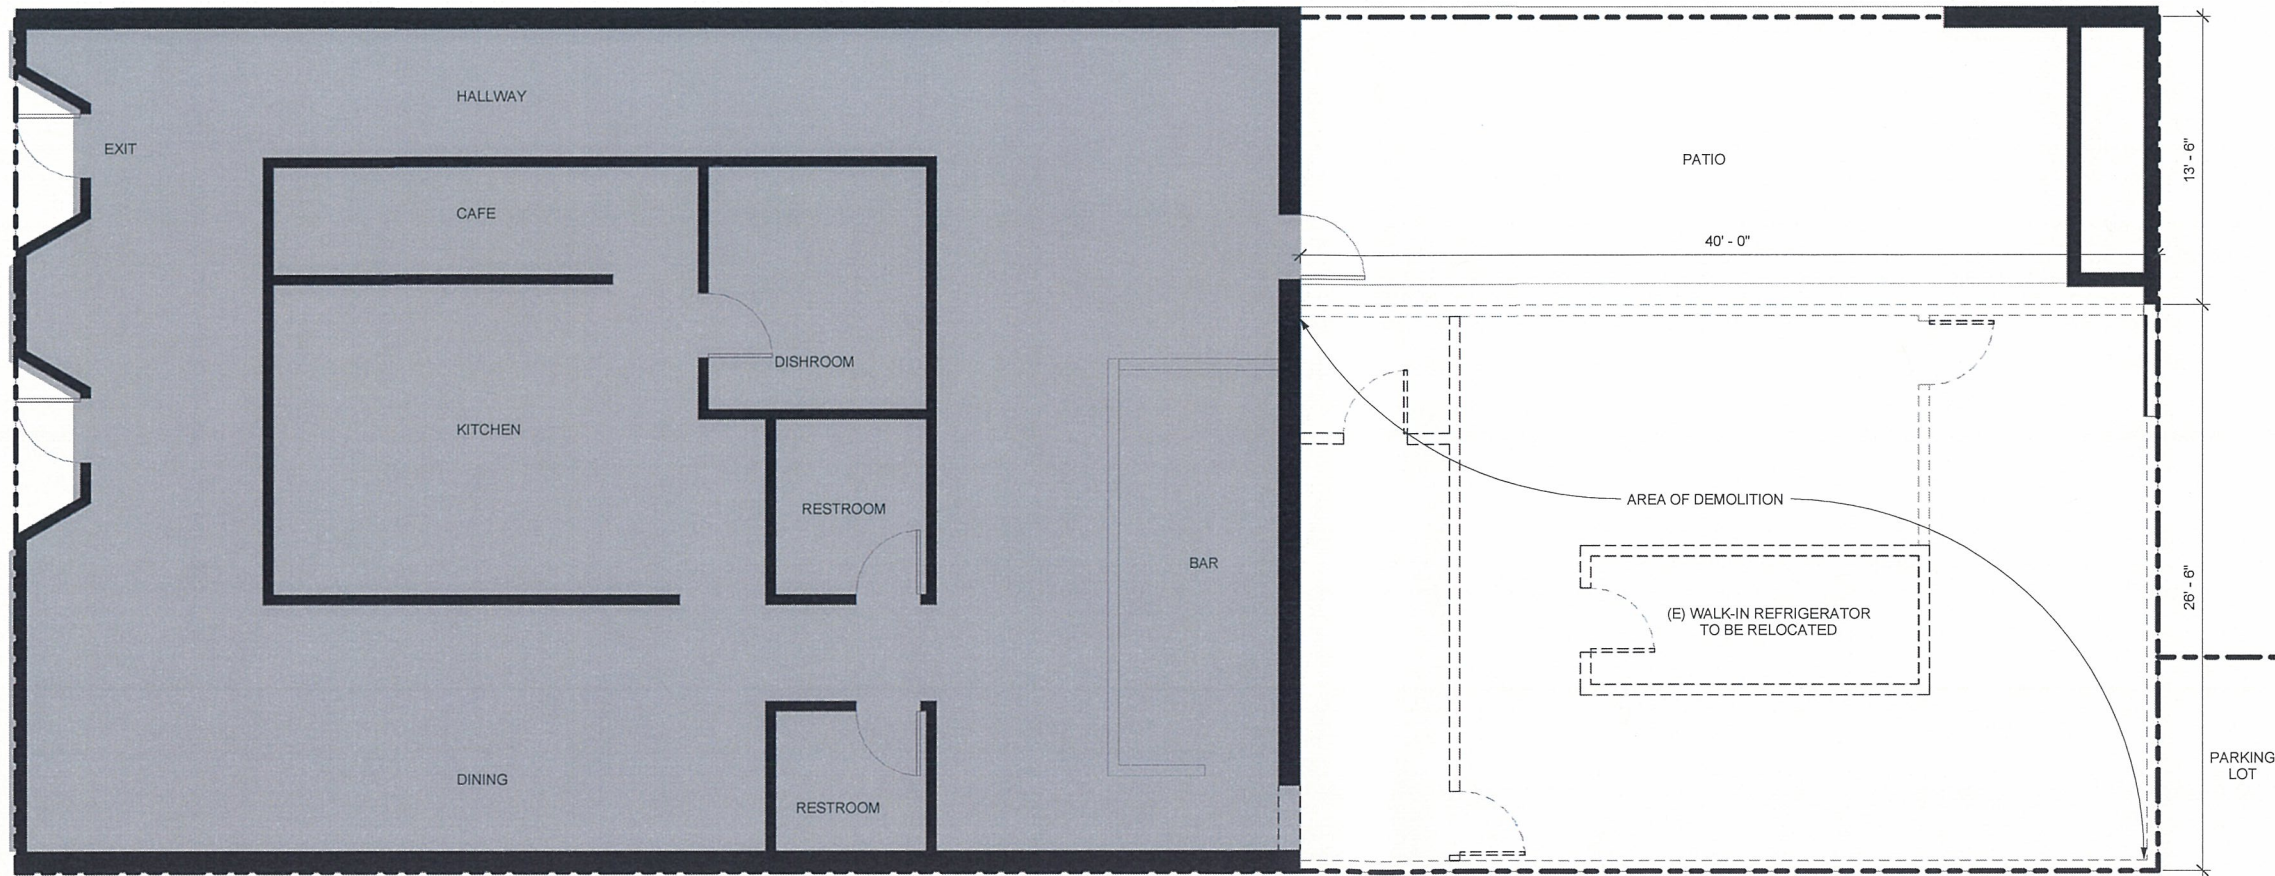 HALLWAY
EXIT
PATIO
13' - 6"
CAFE
40' - 0"
DISHROOM
KITCHEN
AREA OF DEMOLITION
RESTROOM
BAR
26' - 6"
(E) WALK-IN REFRIGERATOR
TO BE RELOCATED
PARKING
LOT
DINING
RESTROOM